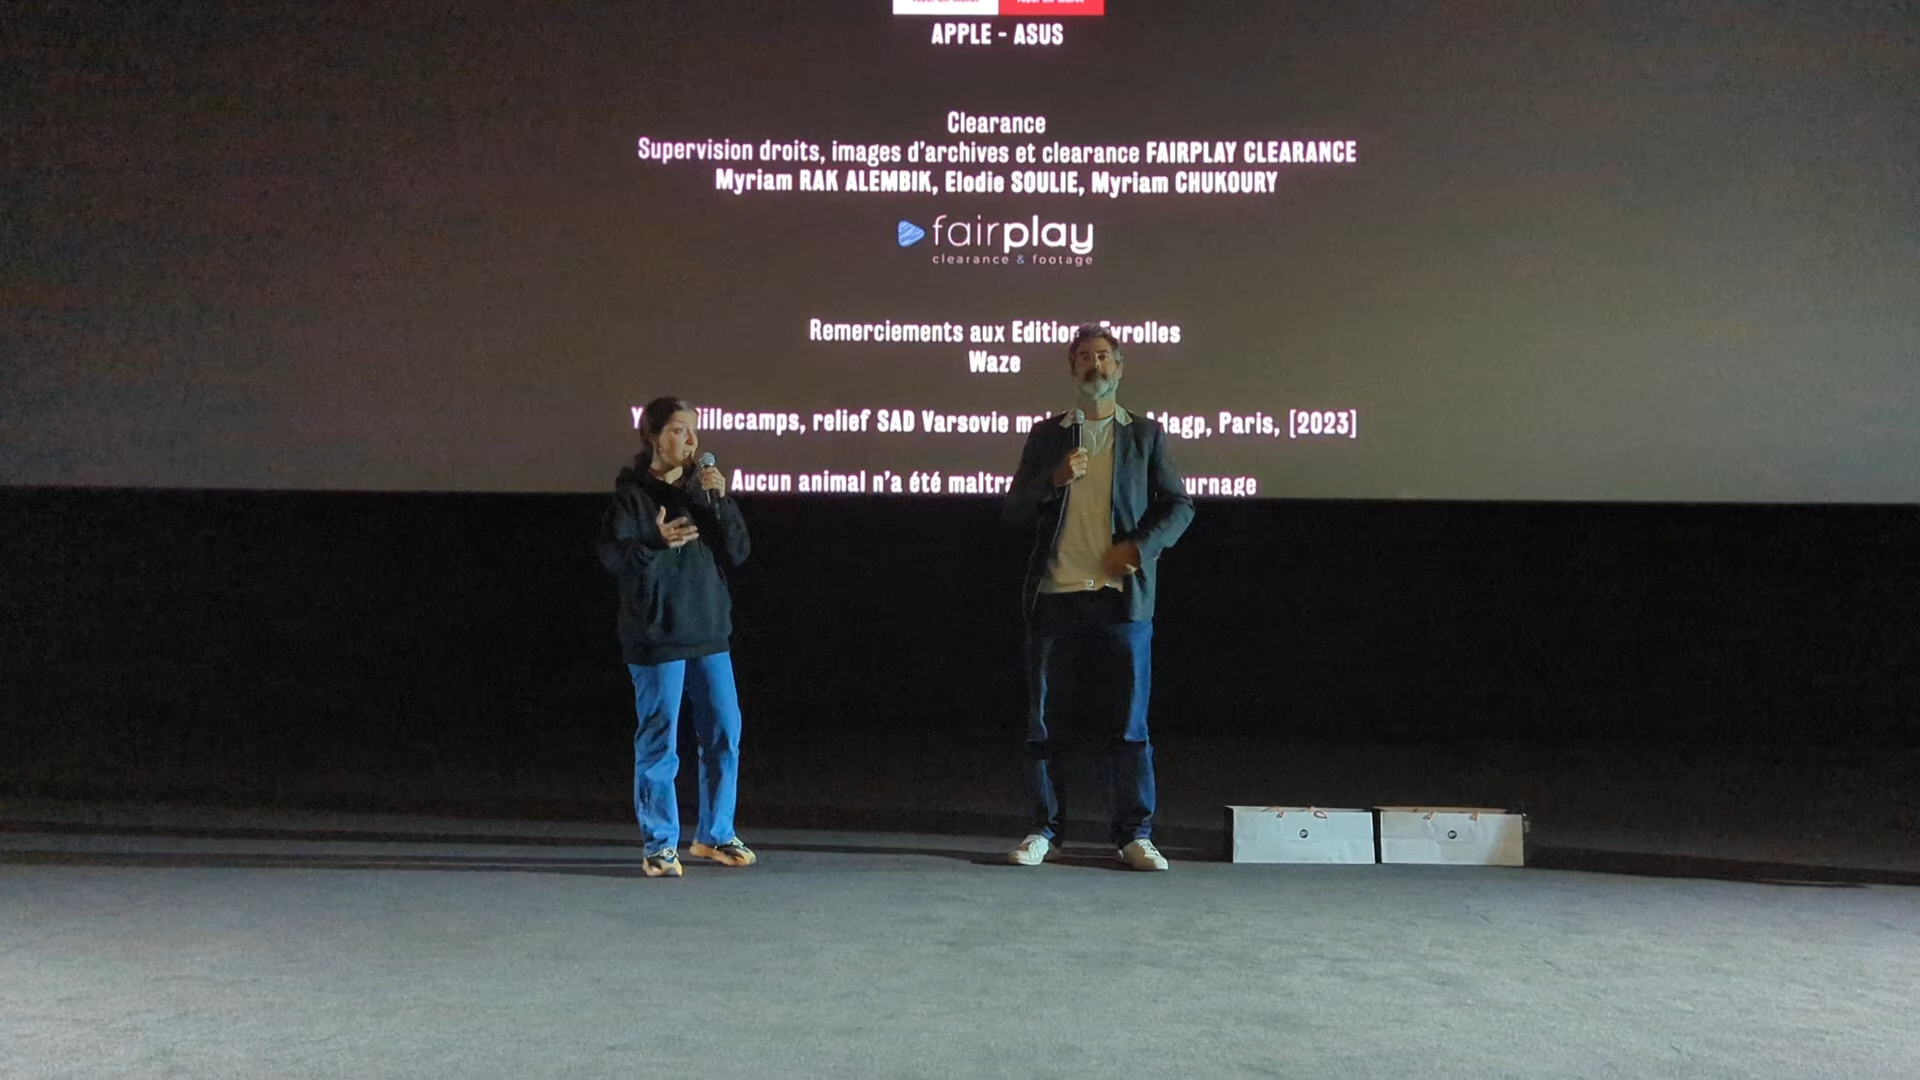 APPLE - ASUS
Clearance
Supervision droits, images d'archives et clearance FAIRPLAY CLEARANCE
Myriam RAK ALEMBIK, Elodie SOULIE, Myriam CHUKOURY
fairplay
clearance & footage
Remerciements aux Editions Eyrolles
Waze
illecamps, relief SAD Varsovie Adagp, Paris, [2023]
Aucun animal n'a été maltra urnage